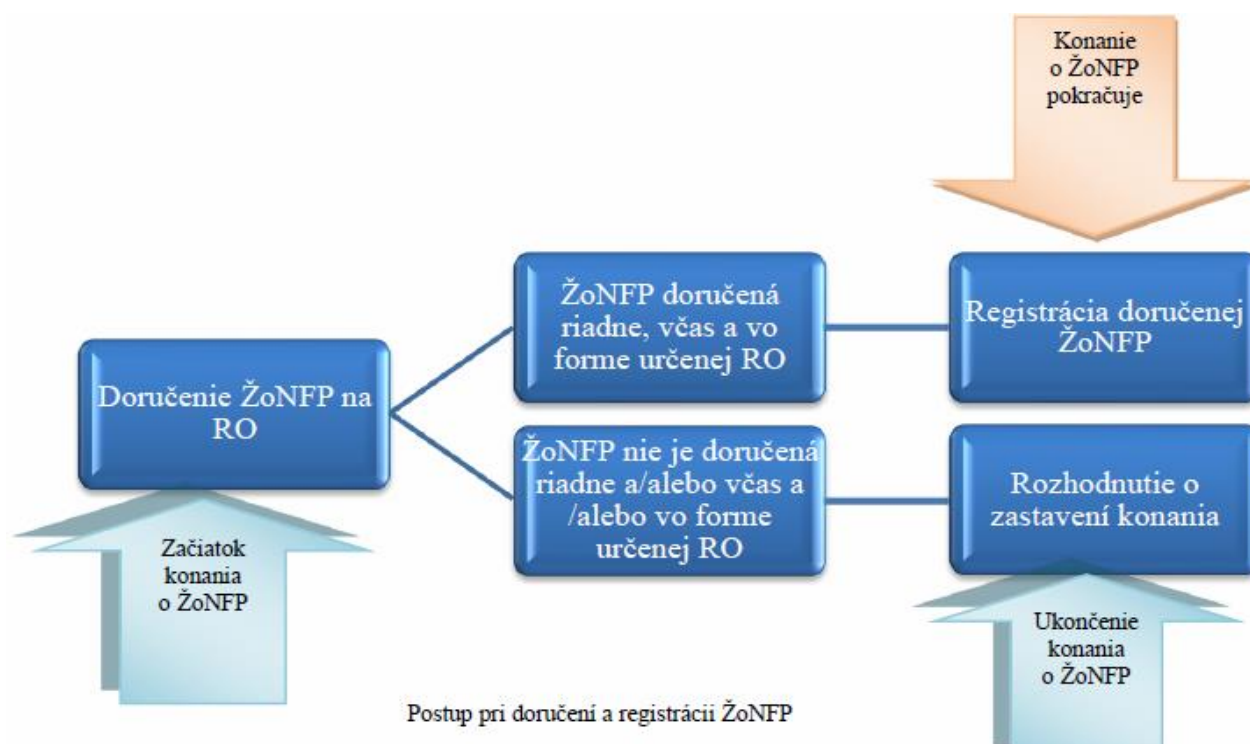 Konanie
o ŽoNFP
pokračuje
ŽoNFP doručená
riadne, včas a vo
forme určenej RO
Registrácia doručenej
ŽoNFP
Doručenie ŽoNFP na
RO
ŽoNFP nie je doručená
riadne a/alebo včas a
/alebo vo forme
určenej RO
Rozhodnutie o
zastavení konania
Začiatok
konania
o ŽoNFP
Ukončenie
konania
o ŽoNFP
Postup pri doručení a registrácii ŽoNFP